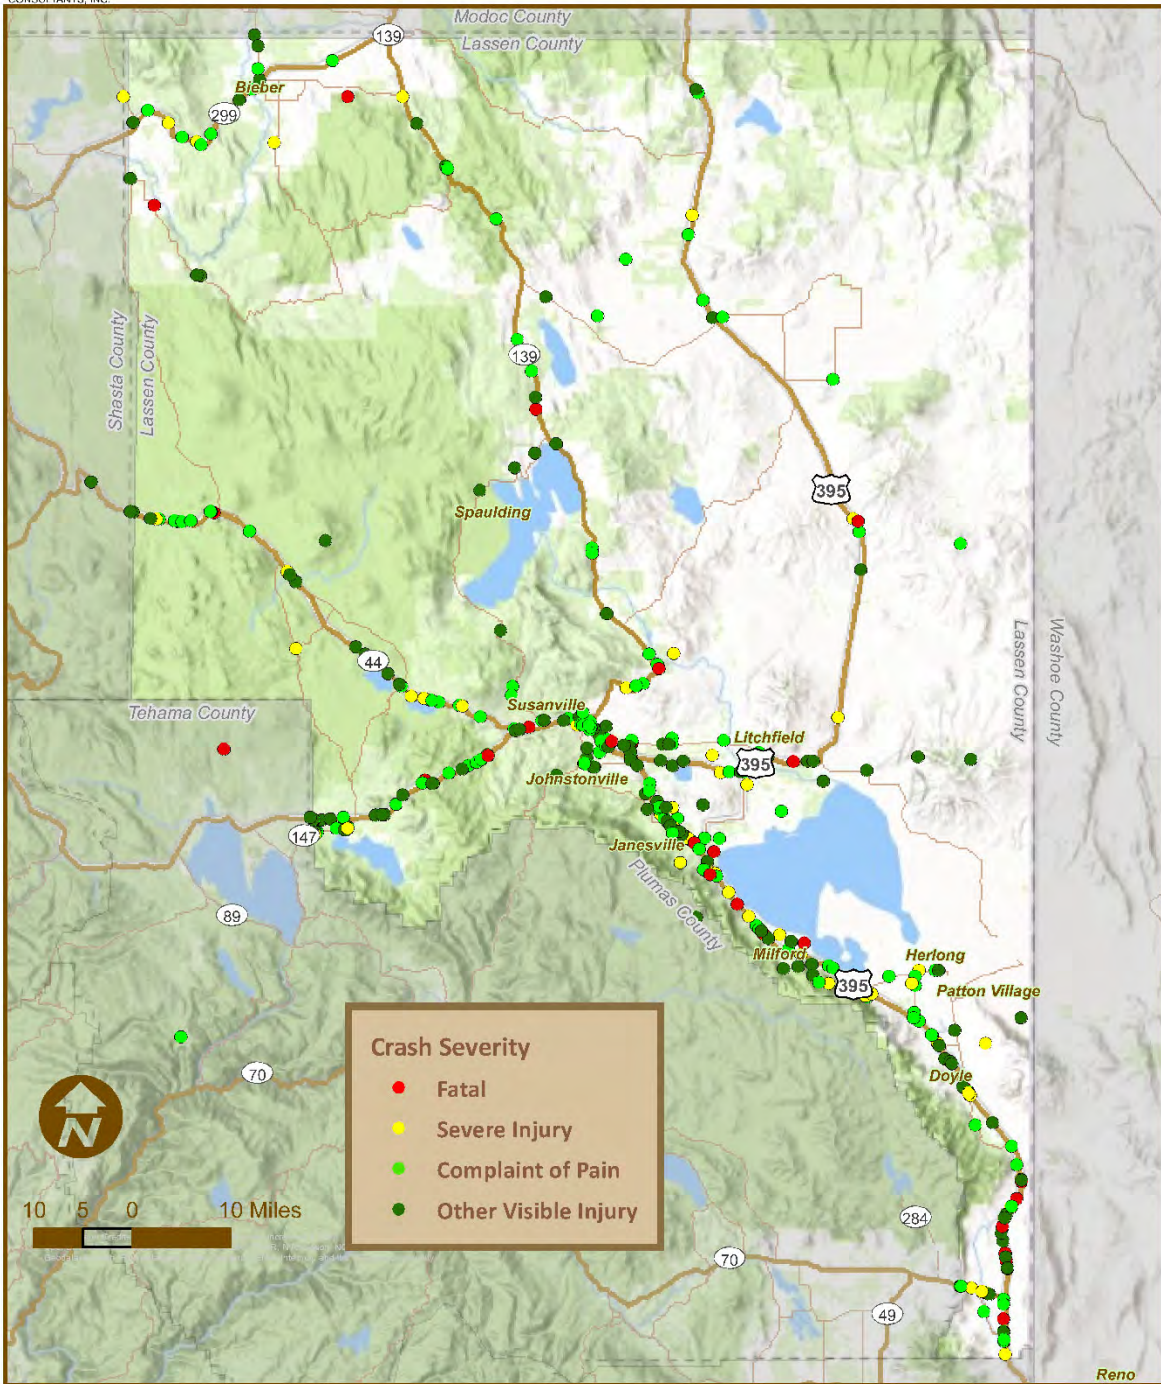 CONSULTANTS, INC.
Modoc County
Lassen County
139
Bieber
299
Shasta County
Lassen County
139
395
Spaulding
44
Lassen County
Washoe County
Tehama County
Susanville
Litchfield
395
Johnstonville
147
Janesville
Plumas County
89
Milford
Herlong
395
Patton Village
70
Doyle
Crash Severity
Fatal
Severe Injury
Complaint of Pain
Other Visible Injury
N
10 5 0 10 Miles
284
70
49
Reno